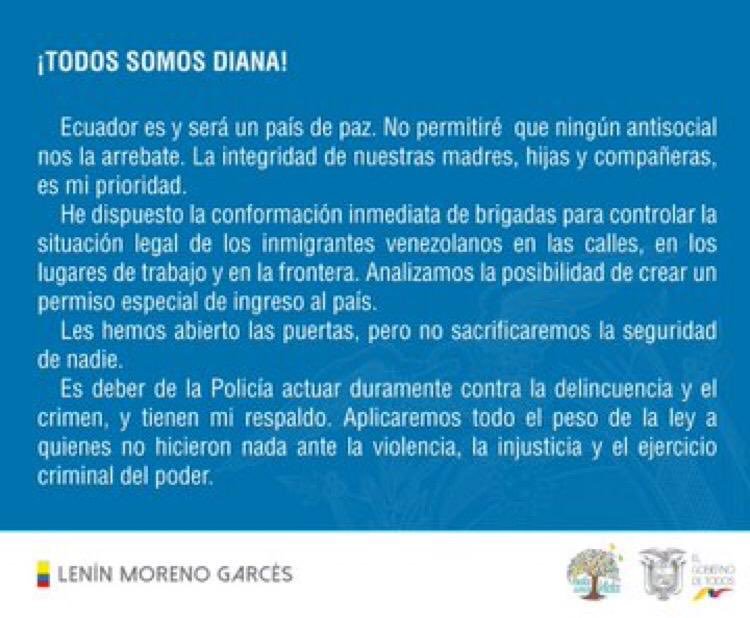 ¡TODOS SOMOS DIANA!
Ecuador es y será un país de paz. No permitiré que ningún antisocial
nos la arrebate. La integridad de nuestras madres, hijas y compañeras,
es mi prioridad.
He dispuesto la conformación inmediata de brigadas para controlar la
situación legal de los inmigrantes venezolanos en las calles, en los
lugares de trabajo y en la frontera. Analizamos la posibilidad de crear un
permiso especial de ingreso al país.
Les hemos abierto las puertas, pero no sacrificaremos la seguridad
de nadie.
Es deber de la Policía actuar duramente contra la delincuencia y el
crimen, y tienen mi respaldo. Aplicaremos todo el peso de la ley a
quienes no hicieron nada ante la violencia, la injusticia y el ejercicio
criminal del poder.
LENÍN MORENO GARCÉS
EL
GOBIERNO
DE TODOS